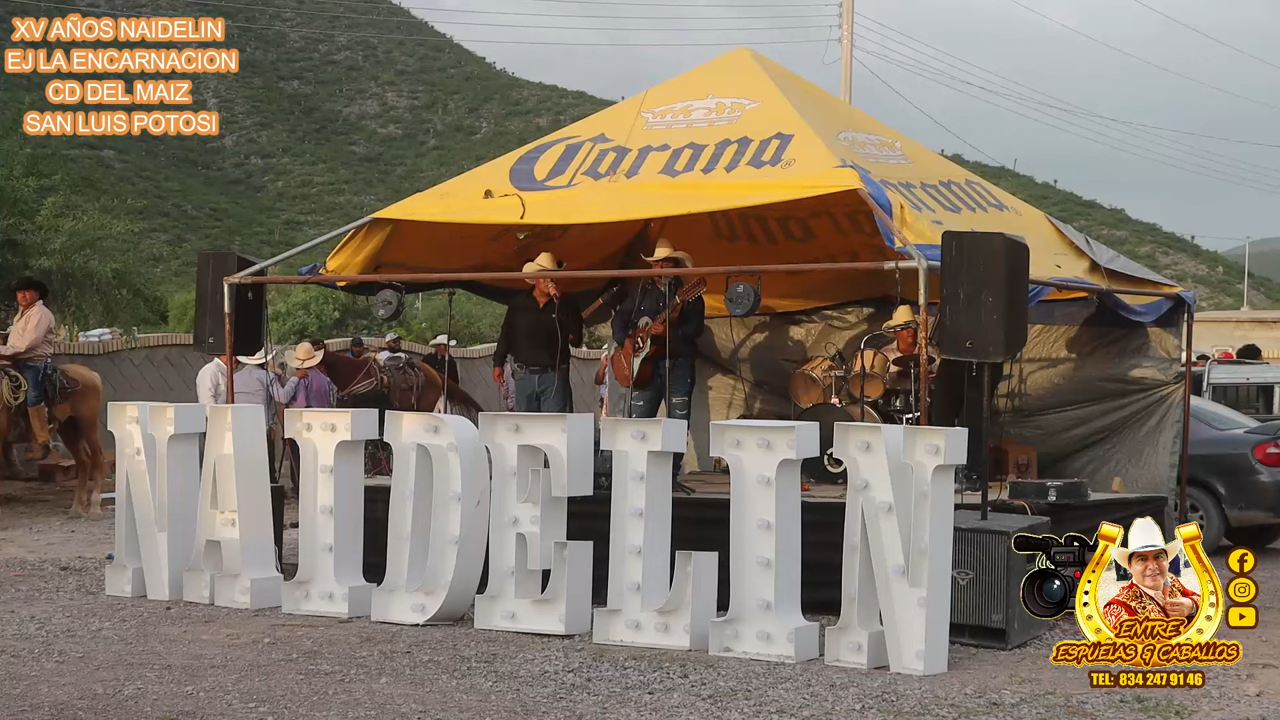 XV AÑOS NAIDELIN
EJ LA ENCARNACION
CD DEL MAIZ
SAN LUIS POTOSI
Corona®
Corona®
NAIDELIN
ENTRE
ESPUELAS Y CABALLOS
TEL: 834 247 91 46